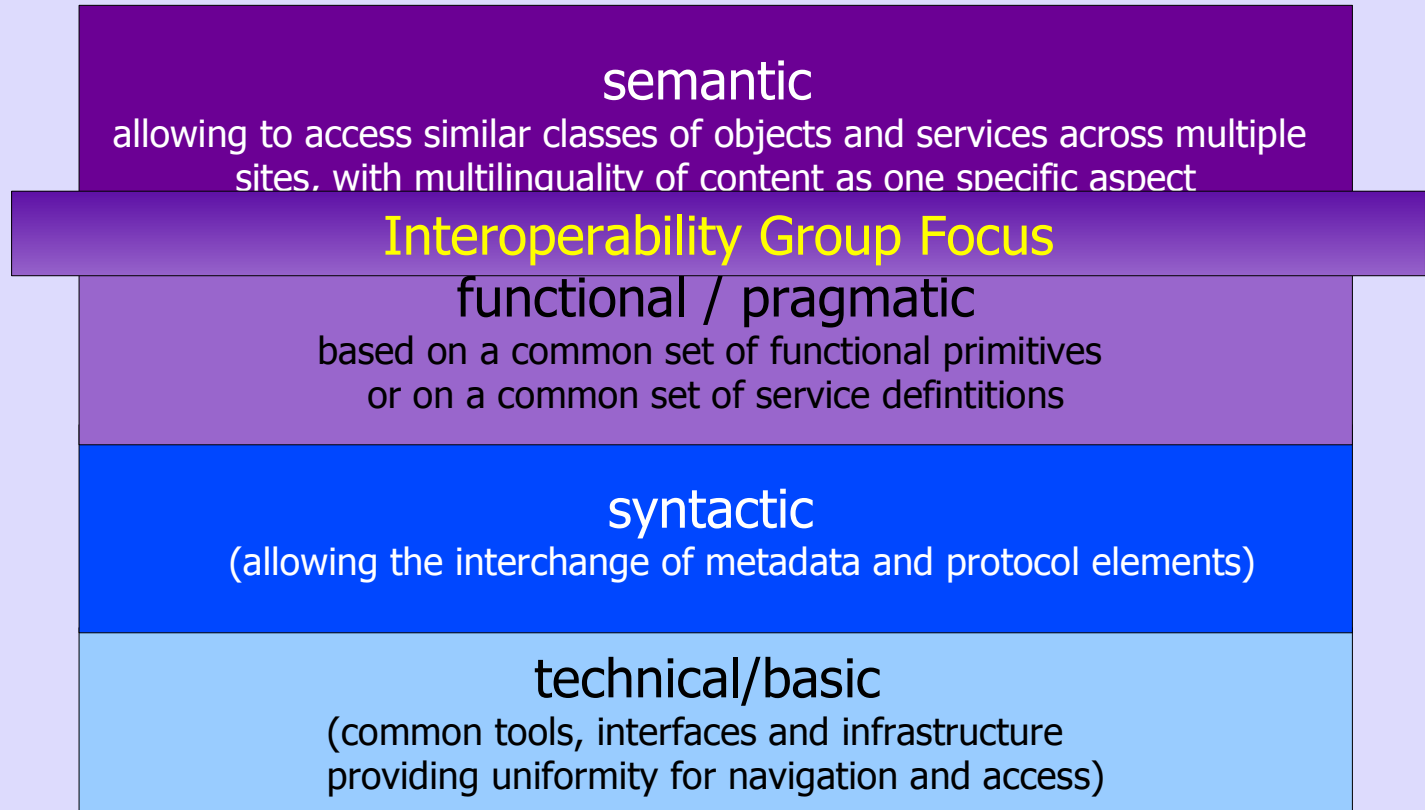 semantic
allowing to access similar classes of objects and services across multiple
sites, with multilinguality of content as one specific aspect
Interoperability Group Focus
functional / pragmatic
based on a common set of functional primitives
or on a common set of service defintitions
syntactic
(allowing the interchange of metadata and protocol elements)
technical/basic
(common tools, interfaces and infrastructure
providing uniformity for navigation and access)